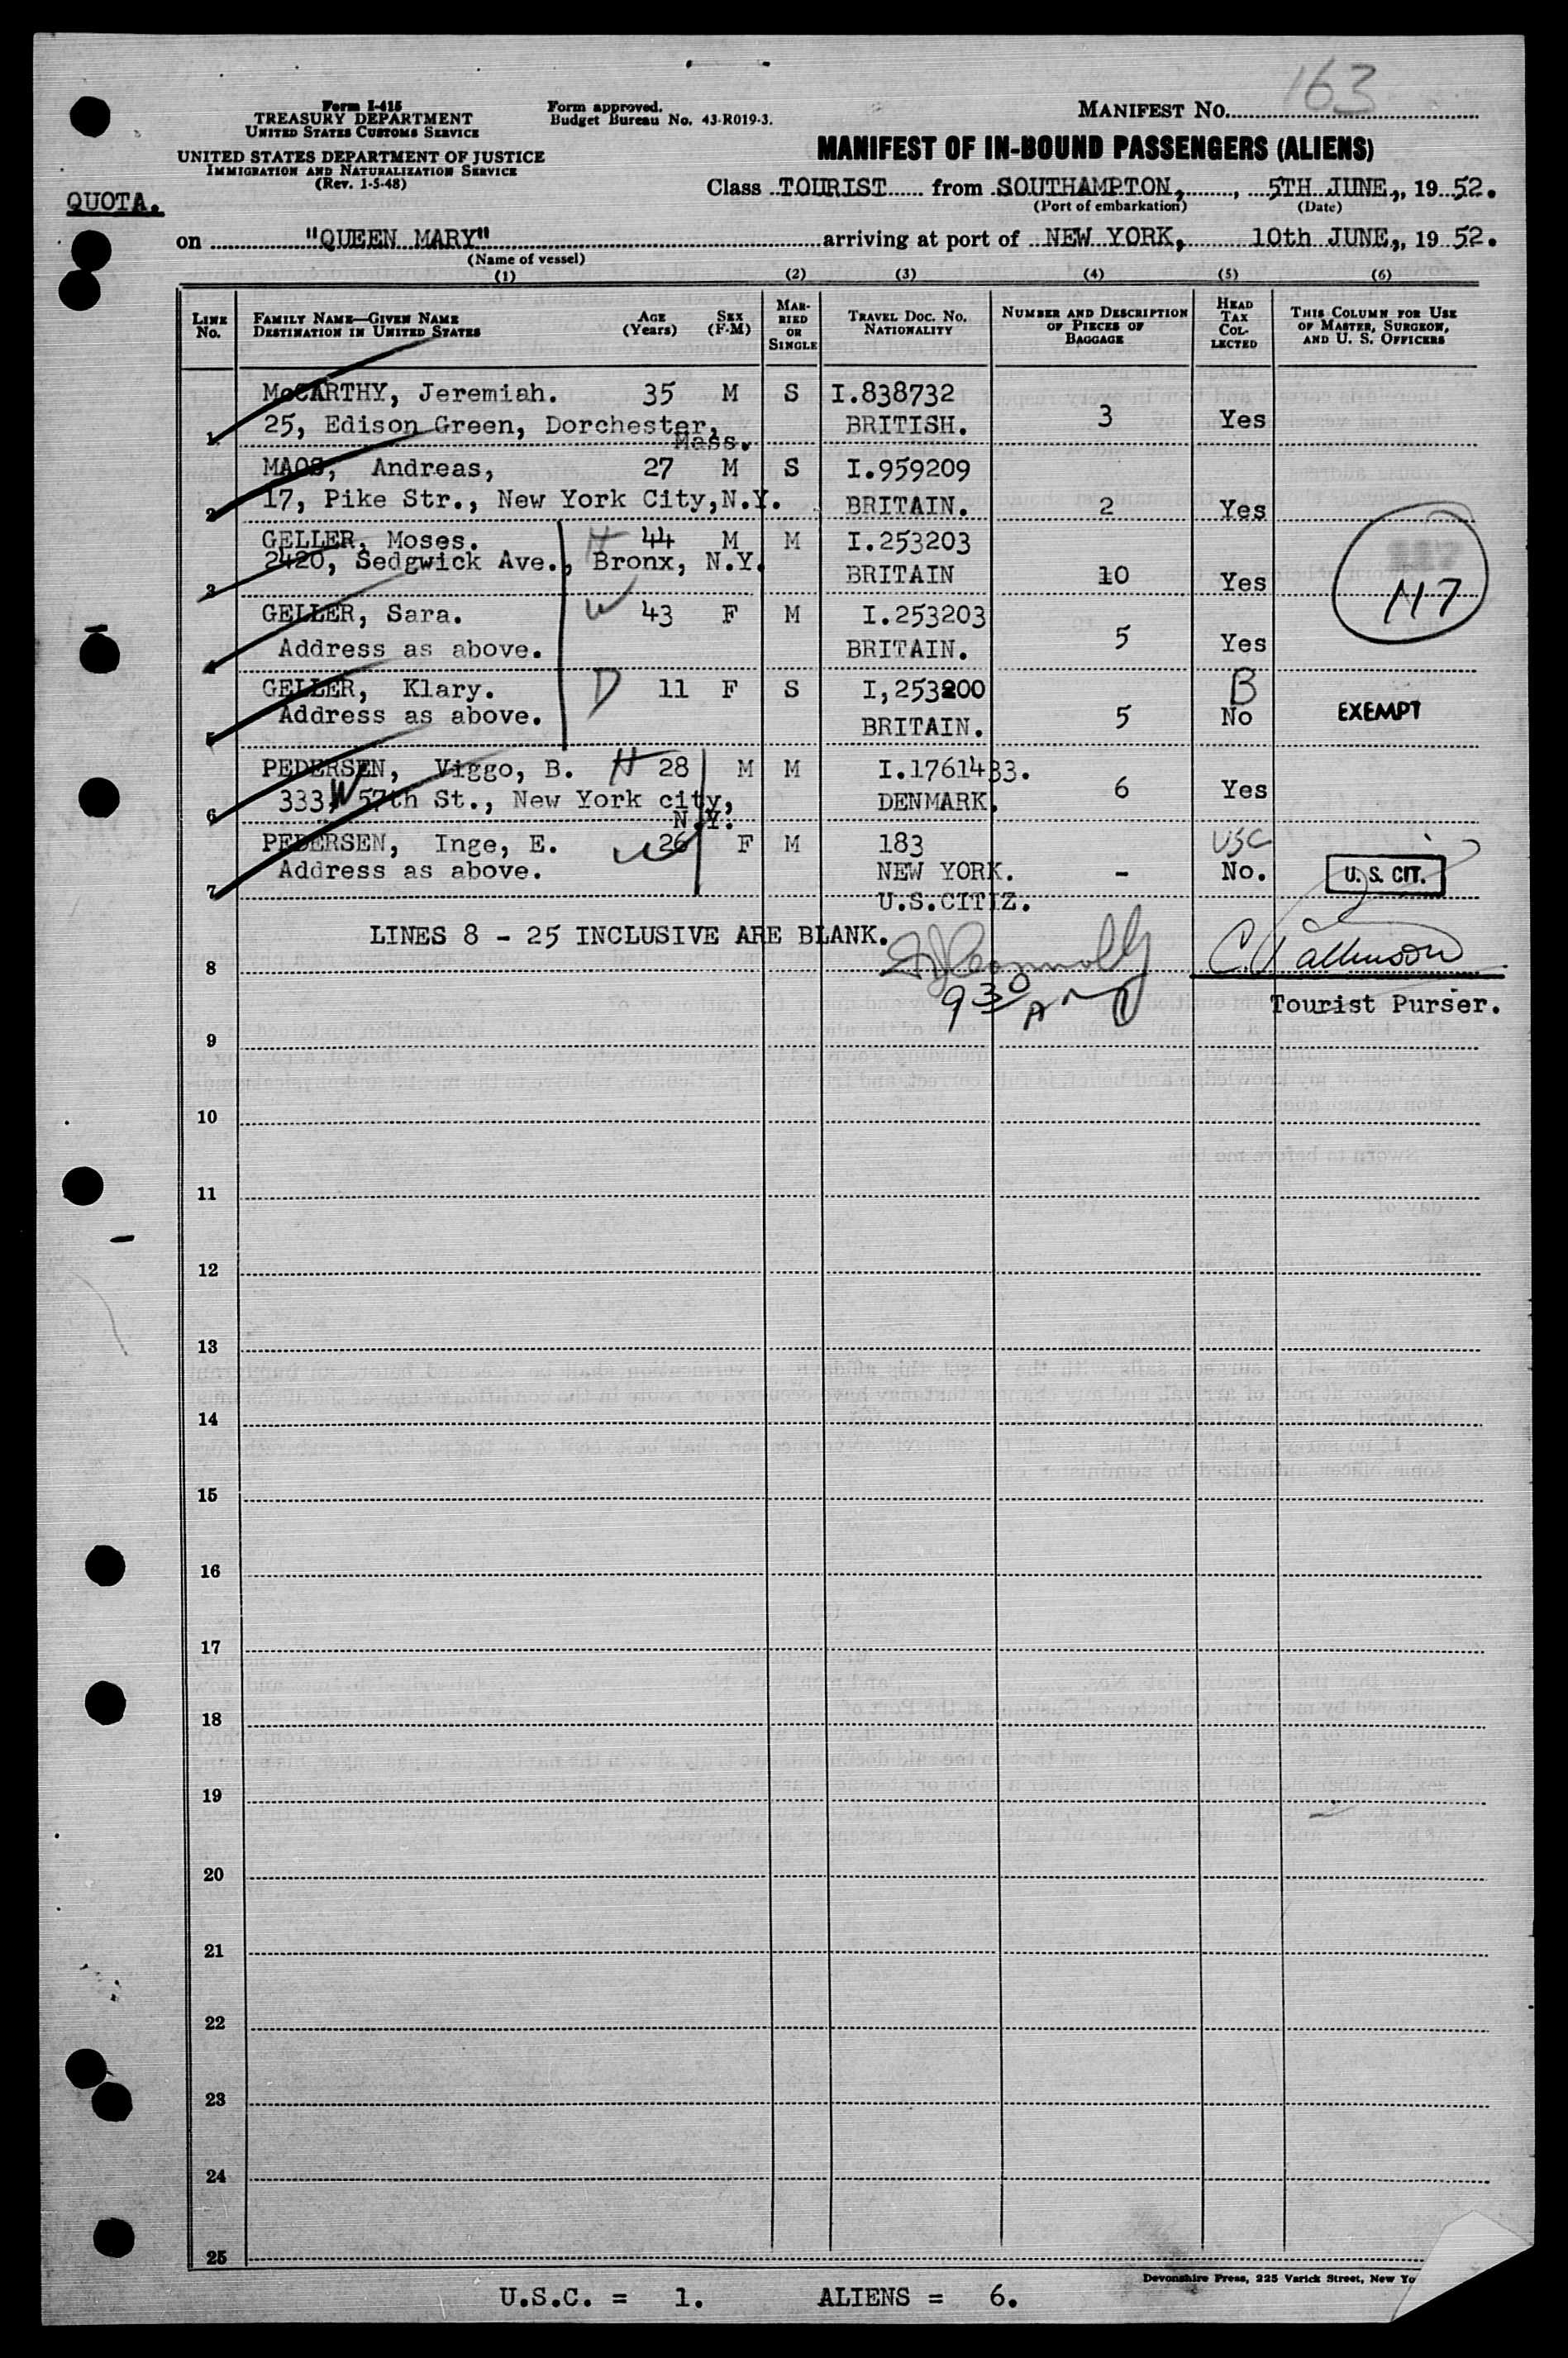 163
Form I-415
TREASURY DEPARTMENT
UNITED STATES CUSTOMS SERVICE
UNITED STATES DEPARTMENT OF JUSTICE
IMMIGRATION AND NATURALIZATION SERVICE
(Rev. 1-5-48)
Form approved.
Budget Bureau No. 43-R019-3.
MANIFEST NO.
MANIFEST OF IN-BOUND PASSENGERS (ALIENS)
QUOTA.
Class TOURIST from SOUTHAMPTON, , 5TH JUNE, , 19 52.
(Port of embarkation) (Date)
on "QUEEN MARY" arriving at port of NEW YORK, 10th JUNE, , 19 52.
(Name of vessel)
(1) (2) (3) (4) (5) (6)
LINE No. FAMILY NAME—GIVEN NAME DESTINATION IN UNITED STATES AGE (Years) SEX (F-M) MARRIED OR SINGLE TRAVEL DOC. NO. NATIONALITY NUMBER AND DESCRIPTION OF PIECES OF BAGGAGE HEAD TAX COLLECTED THIS COLUMN FOR USE OF MASTER, SURGEON, AND U. S. OFFICERS
McCARTHY, Jeremiah. 35 M S I.838732
1 25, Edison Green, Dorchester, BRITISH. 3 Yes
Mass.
MAOS, Andreas, 27 M S I.959209
2 17, Pike Str., New York City, N.Y. BRITAIN. 2 Yes
GELLER, Moses. H 44 M M I.253203
3 2420, Sedgwick Ave., Bronx, N.Y. BRITAIN 10 Yes
117
GELLER, Sara. W 43 F M I.253203
4 Address as above. BRITAIN. 5 Yes
GELLER, Klary. D 11 F S I,253200 B
5 Address as above. BRITAIN. 5 No EXEMPT
PEDERSEN, Viggo, B. H 28 M M I.1761433.
6 333, W 57th St., New York city, DENMARK. 6 Yes
N.Y.
PEDERSEN, Inge, E. W 26 F M 183 USC
7 Address as above. NEW YORK. - No. U. S. CIT.
U.S.CITIZ.
LINES 8 - 25 INCLUSIVE ARE BLANK.
8
930 AM
Tourist Purser.
9
10
11
12
13
14
15
16
17
18
19
20
21
22
23
24
25
Devonshire Press, 225 Varick Street, New Yo
U.S.C. = 1. ALIENS = 6.